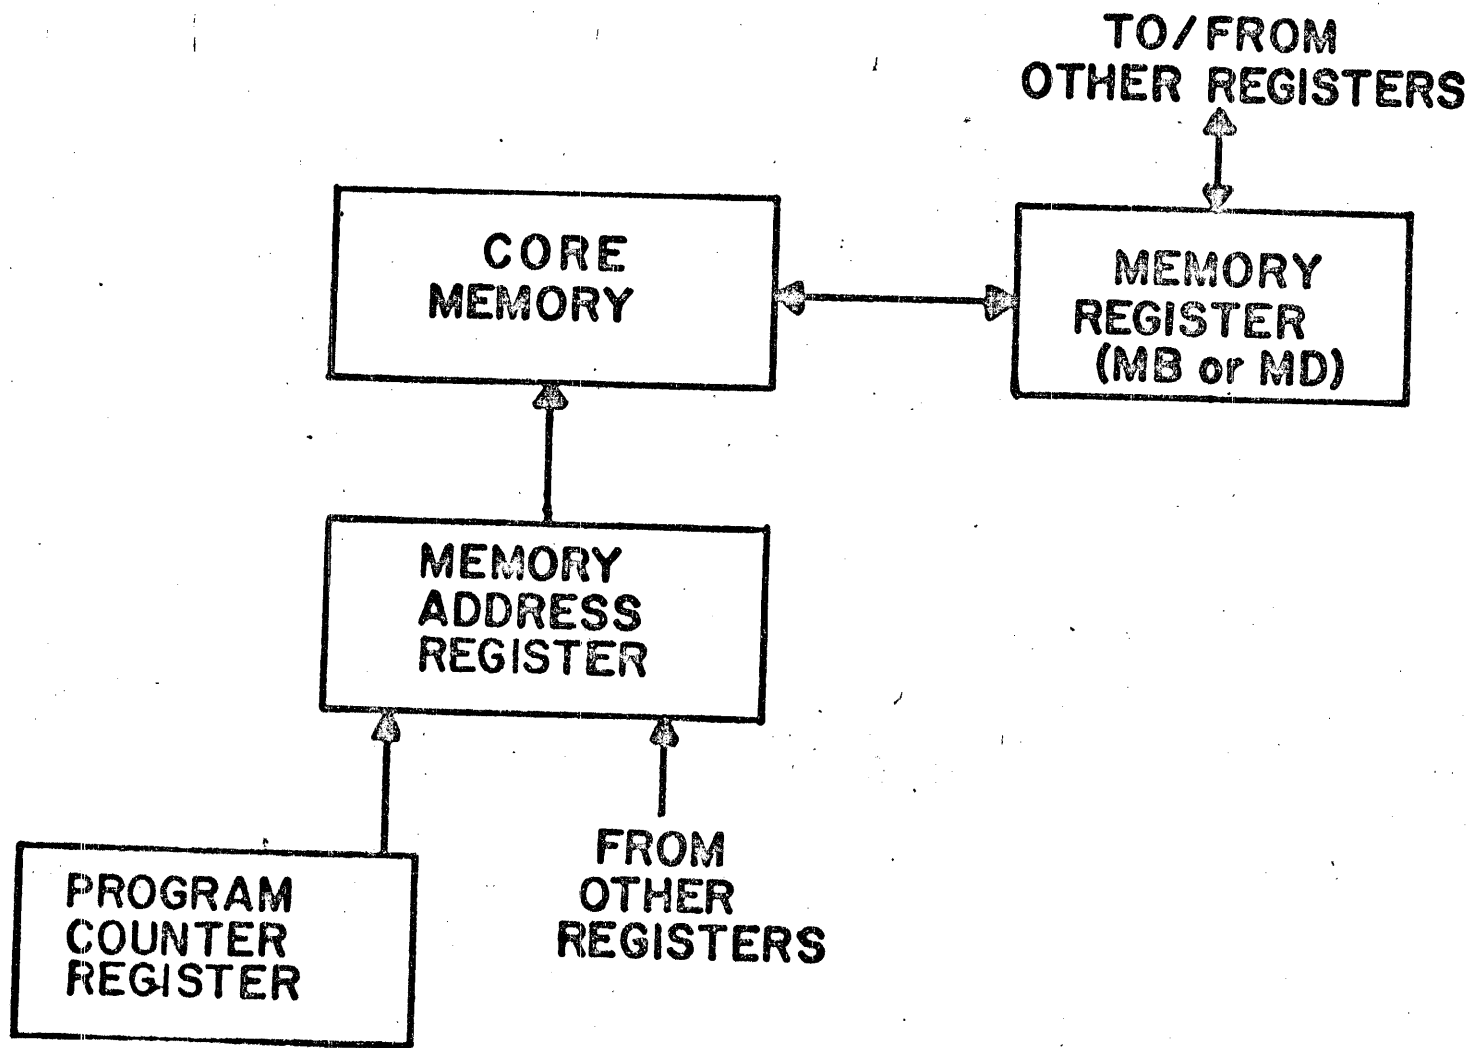 TO/FROM
OTHER REGISTERS
CORE
MEMORY
MEMORY
REGISTER
(MB or MD)
MEMORY
ADDRESS
REGISTER
FROM
OTHER
REGISTERS
PROGRAM
COUNTER
REGISTER